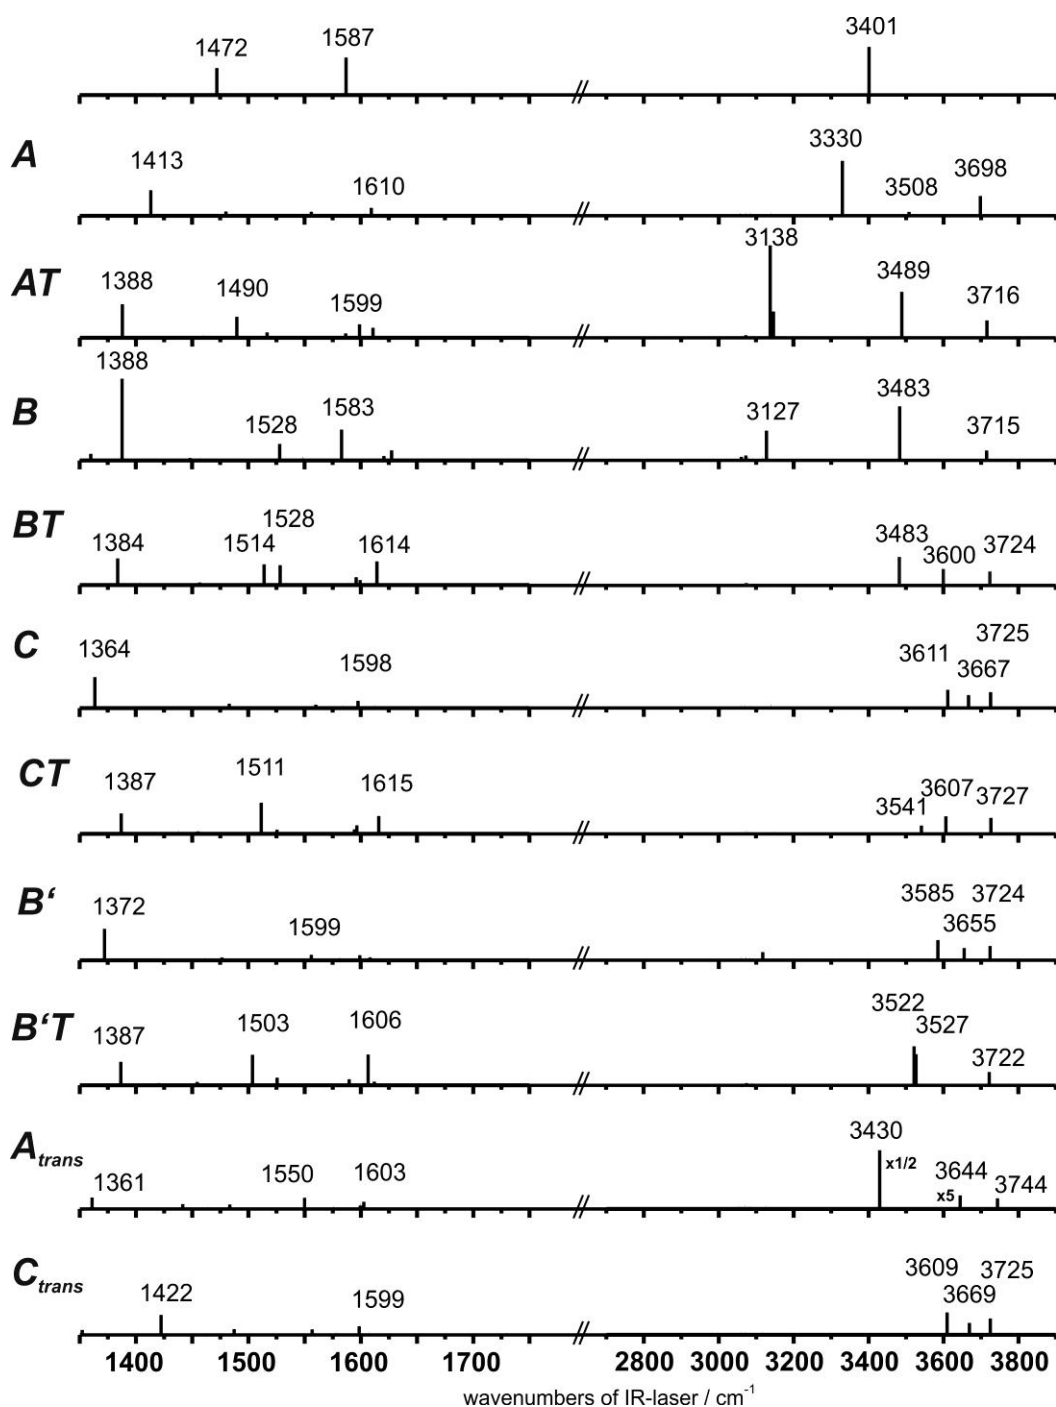 1472 1587 3401
A 1413 1610 3330 3508 3698
AT 1388 1490 1599 3138 3489 3716
B 1388 1528 1583 3127 3483 3715
BT 1384 1514 1528 1614 3483 3600 3724
C 1364 1598 3611 3667 3725
CT 1387 1511 1615 3541 3607 3727
B‘ 1372 1599 3585 3655 3724
B‘T 1387 1503 1606 3522 3527 3722
Atrans 1361 1550 1603 3430 x1/2 x5 3644 3744
Ctrans 1422 1599 3609 3669 3725
1400 1500 1600 1700 2800 3000 3200 3400 3600 3800
wavenumbers of IR-laser / cm-1